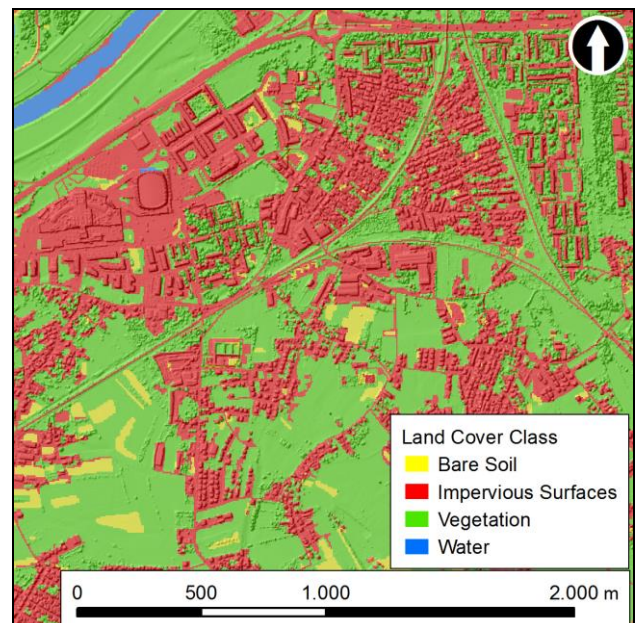 Land Cover Class
Bare Soil
Impervious Surfaces
Vegetation
Water
0 500 1.000 2.000 m